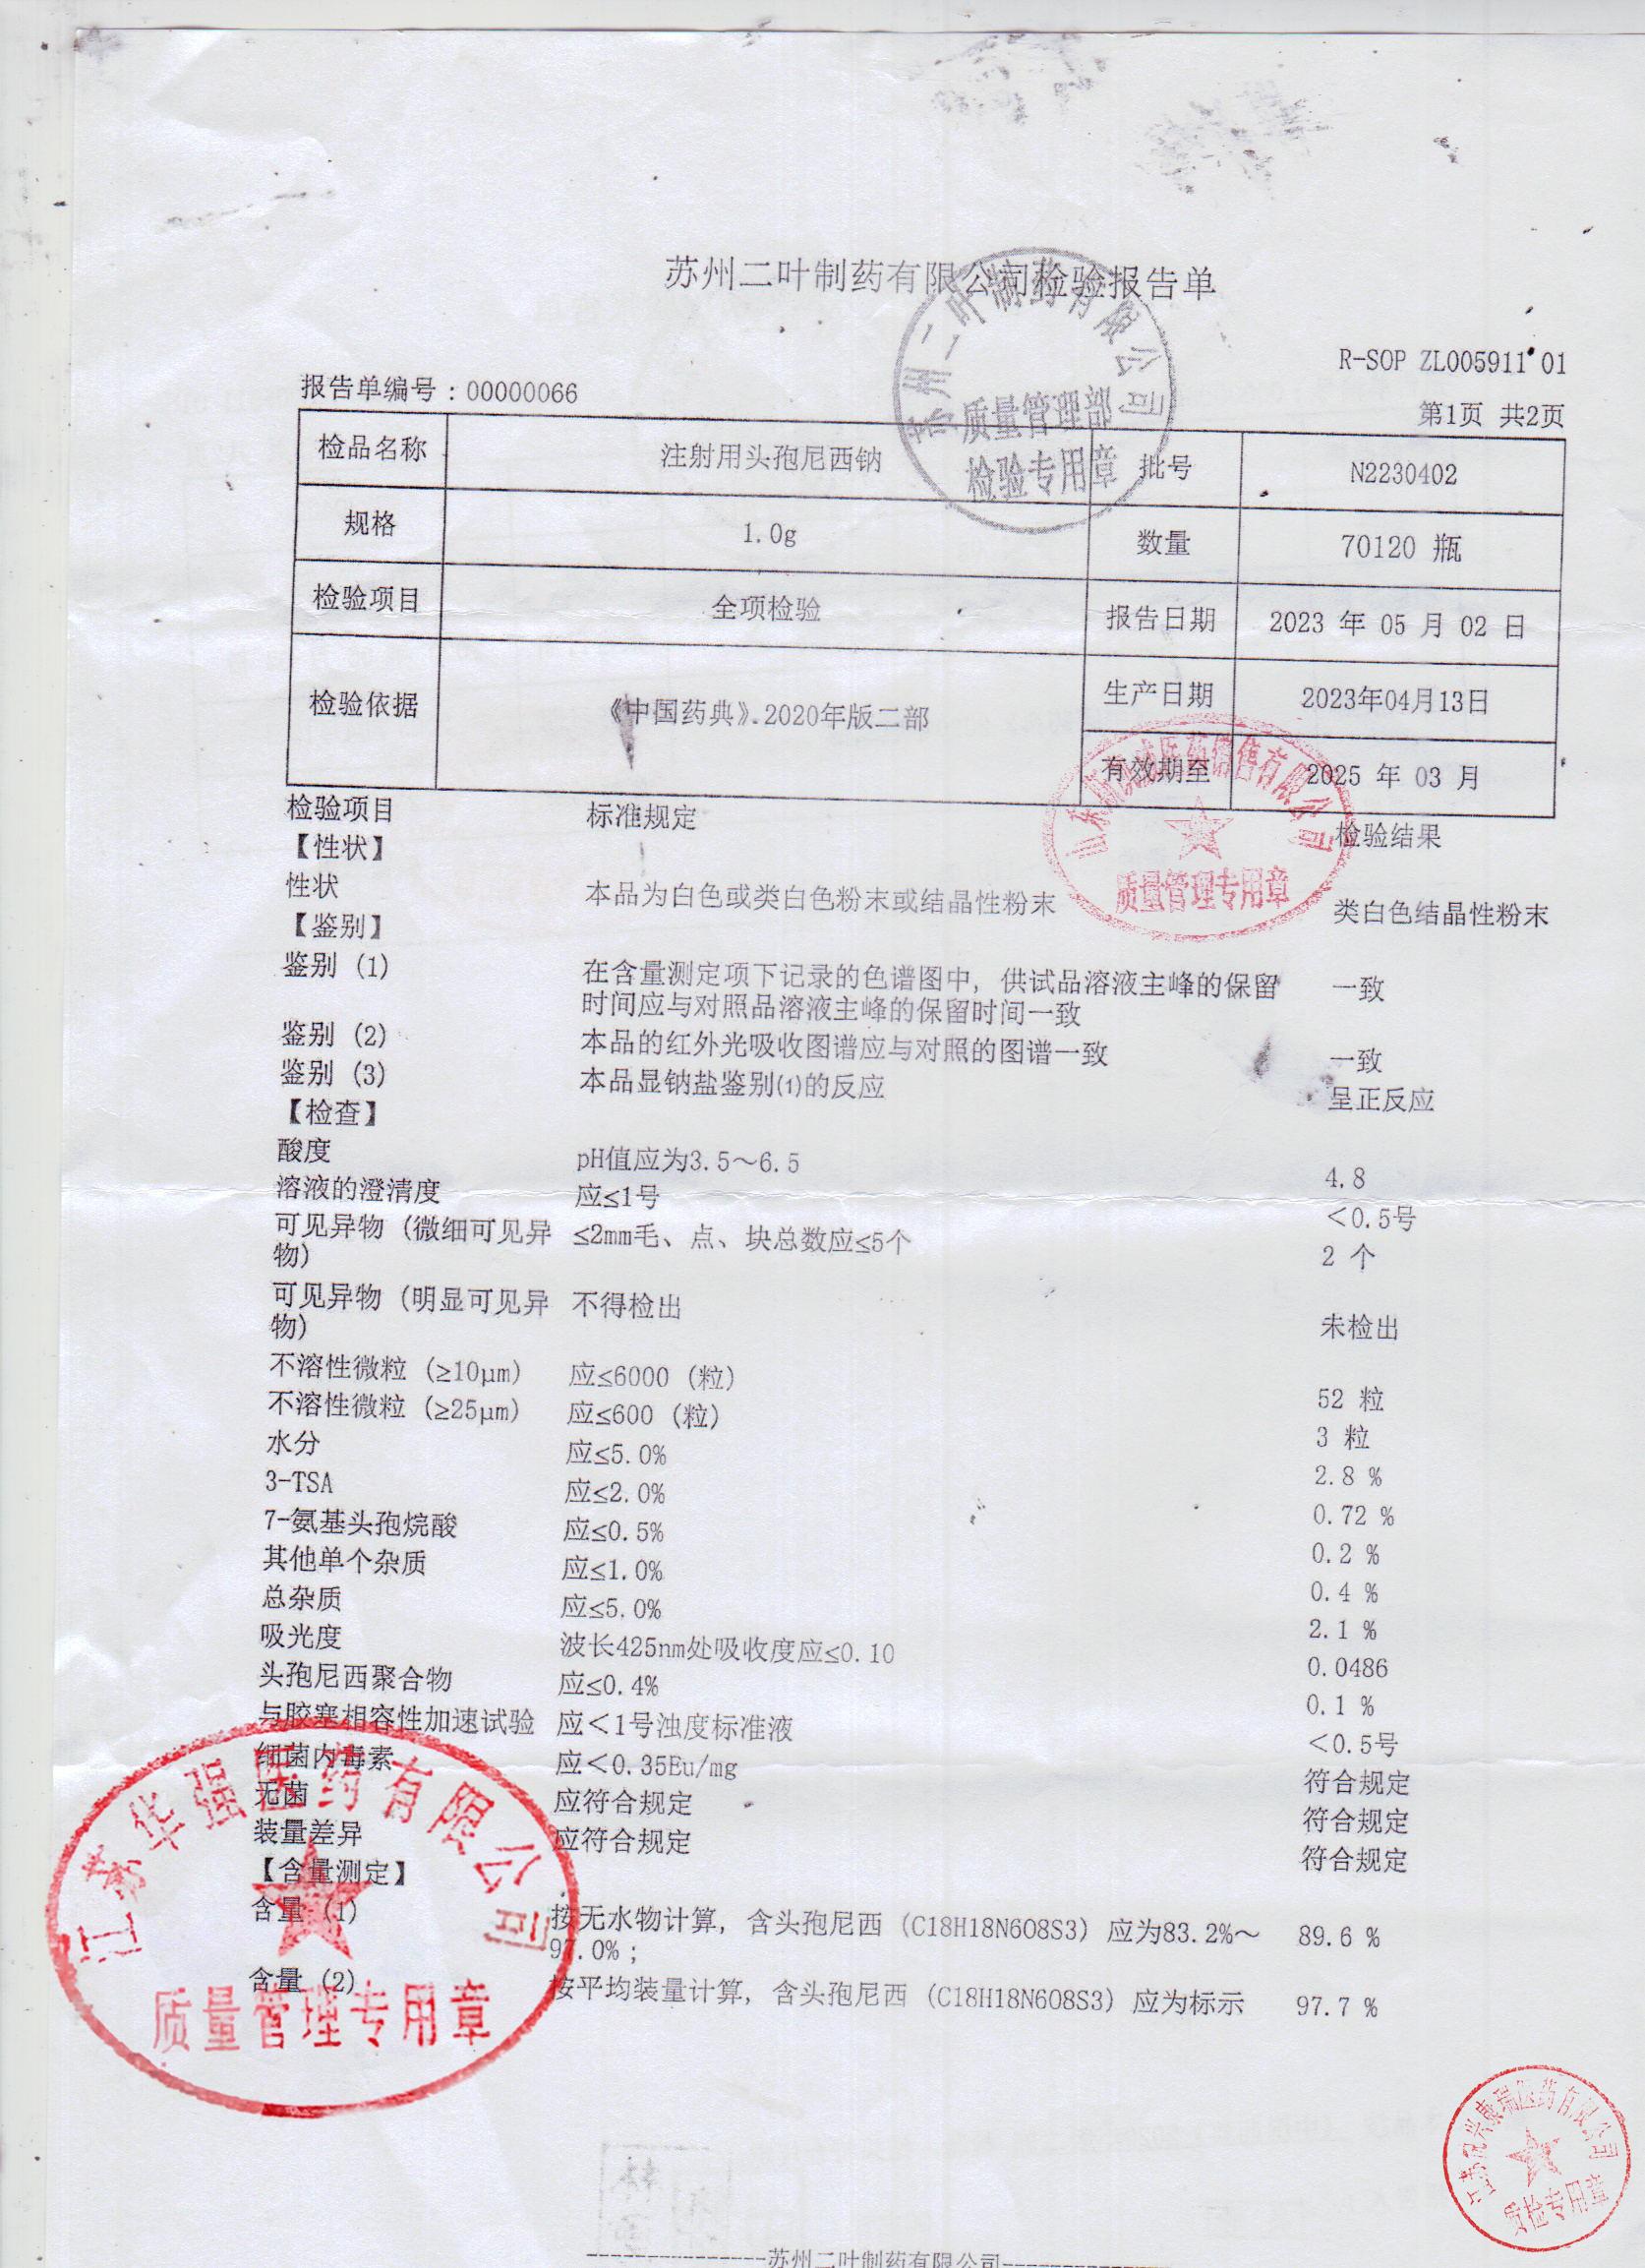 苏州二叶制药有限公司检验报告单
R-SOP ZL005911 01
报告单编号：00000066
第1页 共2页
检品名称 注射用头孢尼西钠 批号 N2230402
规格 1.0g 数量 70120 瓶
检验项目 全项检验 报告日期 2023 年 05 月 02 日
检验依据 《中国药典》.2020年版二部 生产日期 2023年04月13日
有效期至 2025 年 03 月
苏州二叶制药有限公司
质量管理部
检验专用章
检验项目 标准规定 检验结果
【性状】
性状 本品为白色或类白色粉末或结晶性粉末 类白色结晶性粉末
质量管理专用章
【鉴别】
鉴别（1） 在含量测定项下记录的色谱图中，供试品溶液主峰的保留 一致
时间应与对照品溶液主峰的保留时间一致
鉴别（2） 本品的红外光吸收图谱应与对照的图谱一致 一致
鉴别（3） 本品显钠盐鉴别⑴的反应 呈正反应
【检查】
酸度 pH值应为3.5～6.5 4.8
溶液的澄清度 应≤1号 ＜0.5号
可见异物（微细可见异 ≤2mm毛、点、块总数应≤5个 2 个
物）
可见异物（明显可见异 不得检出 未检出
物）
不溶性微粒（≥10μm） 应≤6000（粒） 52 粒
不溶性微粒（≥25μm） 应≤600（粒） 3 粒
水分 应≤5.0% 2.8 %
3-TSA 应≤2.0% 0.72 %
7-氨基头孢烷酸 应≤0.5% 0.2 %
其他单个杂质 应≤1.0% 0.4 %
总杂质 应≤5.0% 2.1 %
吸光度 波长425nm处吸收度应≤0.10 0.0486
头孢尼西聚合物 应≤0.4% 0.1 %
与胶塞相容性加速试验 应＜1号浊度标准液 ＜0.5号
细菌内毒素 应＜0.35Eu/mg 符合规定
无菌 应符合规定 符合规定
装量差异 应符合规定 符合规定
【含量测定】
含量（1） 按无水物计算，含头孢尼西（C18H18N6O8S3）应为83.2%～ 89.6 %
97.0%；
含量（2） 按平均装量计算，含头孢尼西（C18H18N6O8S3）应为标示 97.7 %
江苏华强医药有限公司
质量管理专用章
医药有限公司
质检专用章
苏州二叶制药有限公司